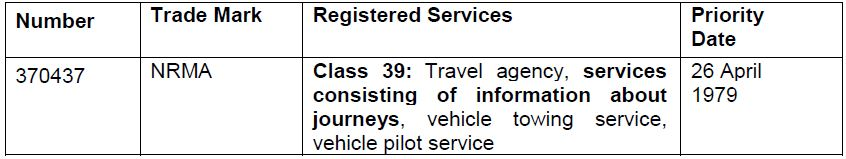 Number
Trade Mark
Registered Services
Priority
Date
370437
NRMA
Class 39: Travel agency, services
consisting of information about
journeys, vehicle towing service,
vehicle pilot service
26 April
1979